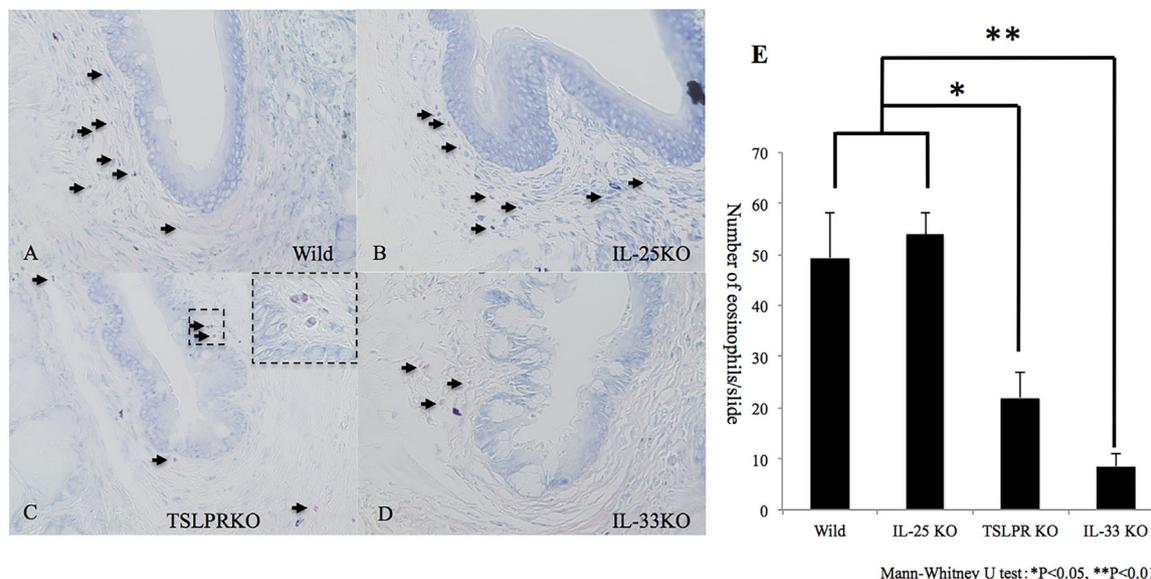 A
Wild
B
IL-25KO
C
TSLPRKO
D
IL-33KO
E
**
*
Number of eosinophils/slide
70
60
50
40
30
20
10
0
Wild
IL-25 KO
TSLPR KO
IL-33 KO
Mann-Whitney U test: *P<0.05, **P<0.01